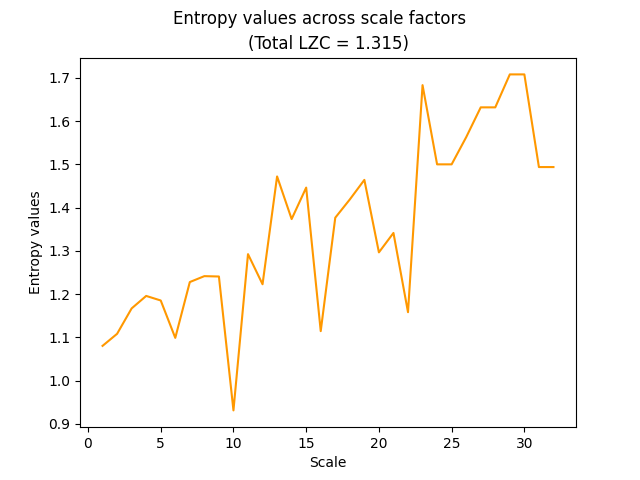 Entropy values across scale factors
(Total LZC = 1.315)
1.7
1.6
1.5
1.4
1.3
1.2
1.1
1.0
0.9
Entropy values
0 5 10 15 20 25 30
Scale